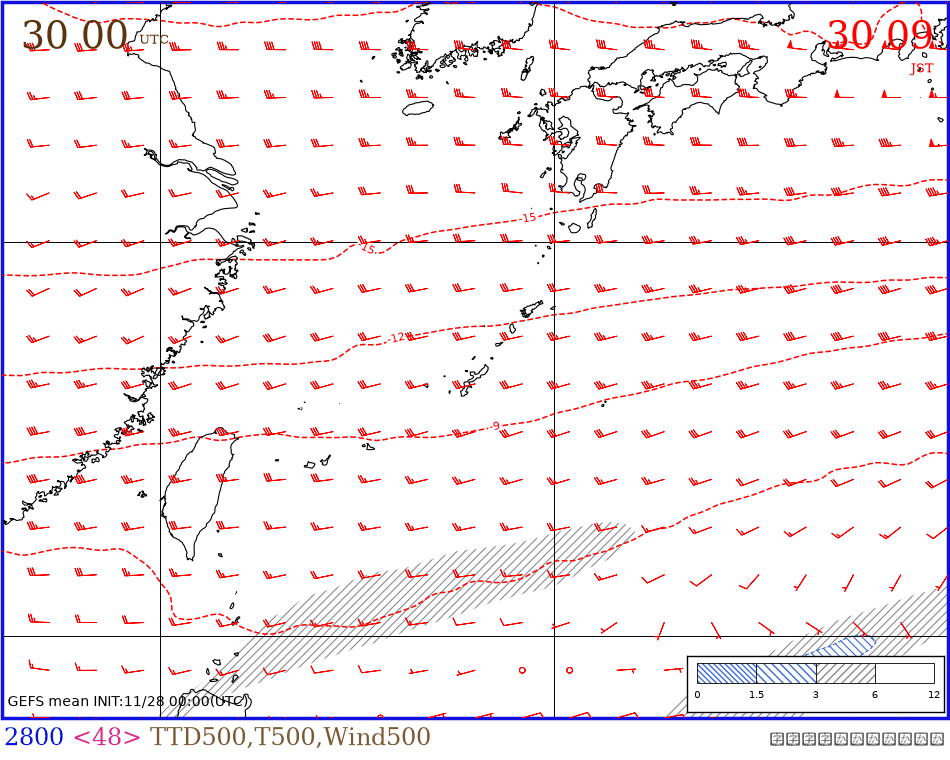 30 00 UTC
30 09 JST
-15
-15
-12
-9
GEFS mean INIT:11/28 00:00(UTC)
0 1.5 3 6 12
2800 <48> TTD500,T500,Wind500